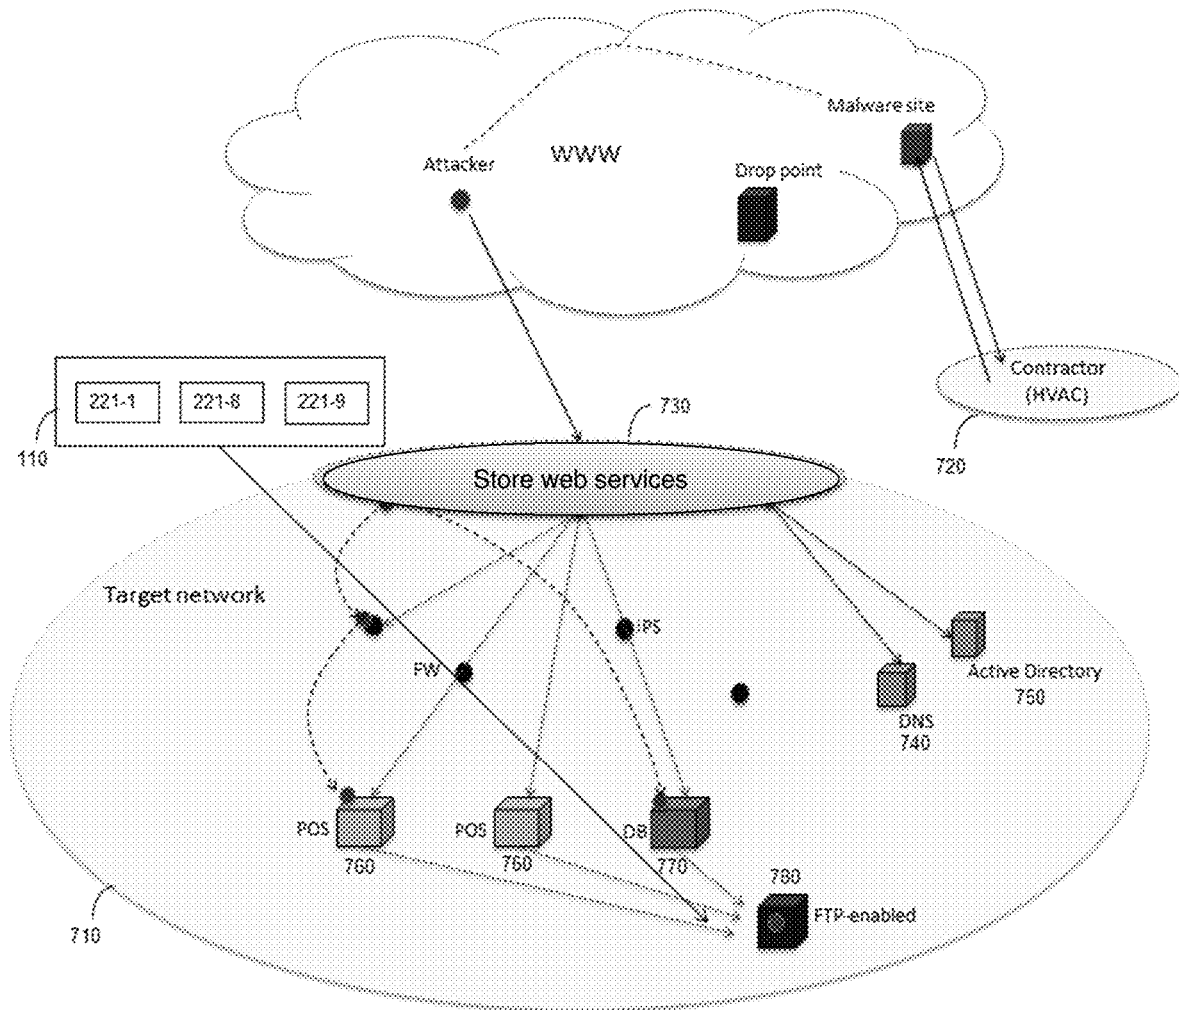 Malware site
Attacker
WWW
Drop point
Contractor
(HVAC)
720
221-1
221-8
221-9
110
730
Store web services
Target network
IPS
FW
Active Directory
750
DNS
740
POS
760
POS
760
DB
770
780
FTP-enabled
710